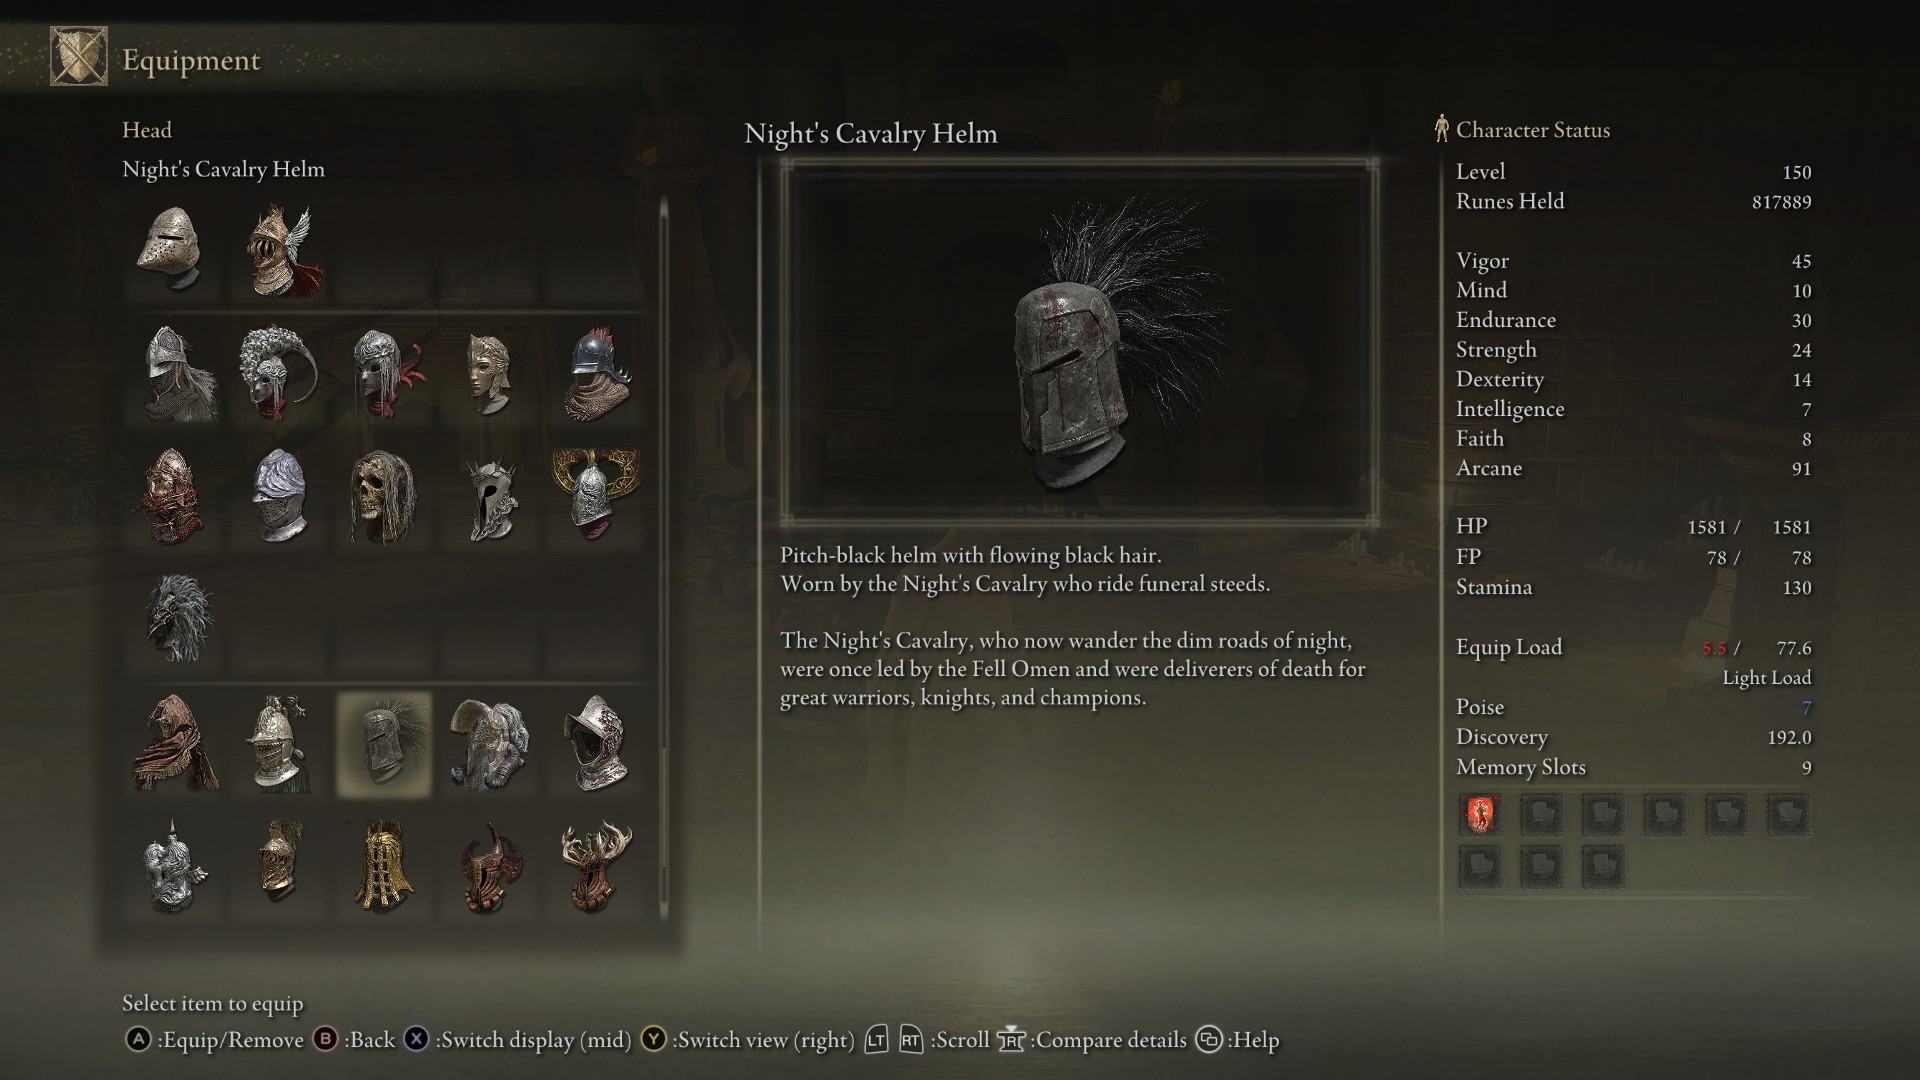 Equipment
Head
Night's Cavalry Helm
Night's Cavalry Helm
Pitch-black helm with flowing black hair.
Worn by the Night's Cavalry who ride funeral steeds.
The Night's Cavalry, who now wander the dim roads of night,
were once led by the Fell Omen and were deliverers of death for
great warriors, knights, and champions.
Character Status
Level 150
Runes Held 817889
Vigor 45
Mind 10
Endurance 30
Strength 24
Dexterity 14
Intelligence 7
Faith 8
Arcane 91
HP 1581 / 1581
FP 78 / 78
Stamina 130
Equip Load 5.5 / 77.6
Light Load
Poise 7
Discovery 192.0
Memory Slots 9
Select item to equip
A :Equip/Remove B :Back X :Switch display (mid) Y :Switch view (right) LT RT :Scroll R :Compare details :Help